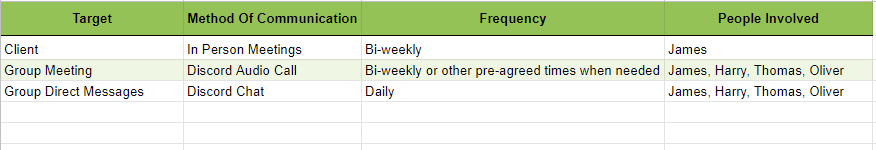 Target Method Of Communication Frequency People Involved
Client In Person Meetings Bi-weekly James
Group Meeting Discord Audio Call Bi-weekly or other pre-agreed times when needed James, Harry, Thomas, Oliver
Group Direct Messages Discord Chat Daily James, Harry, Thomas, Oliver